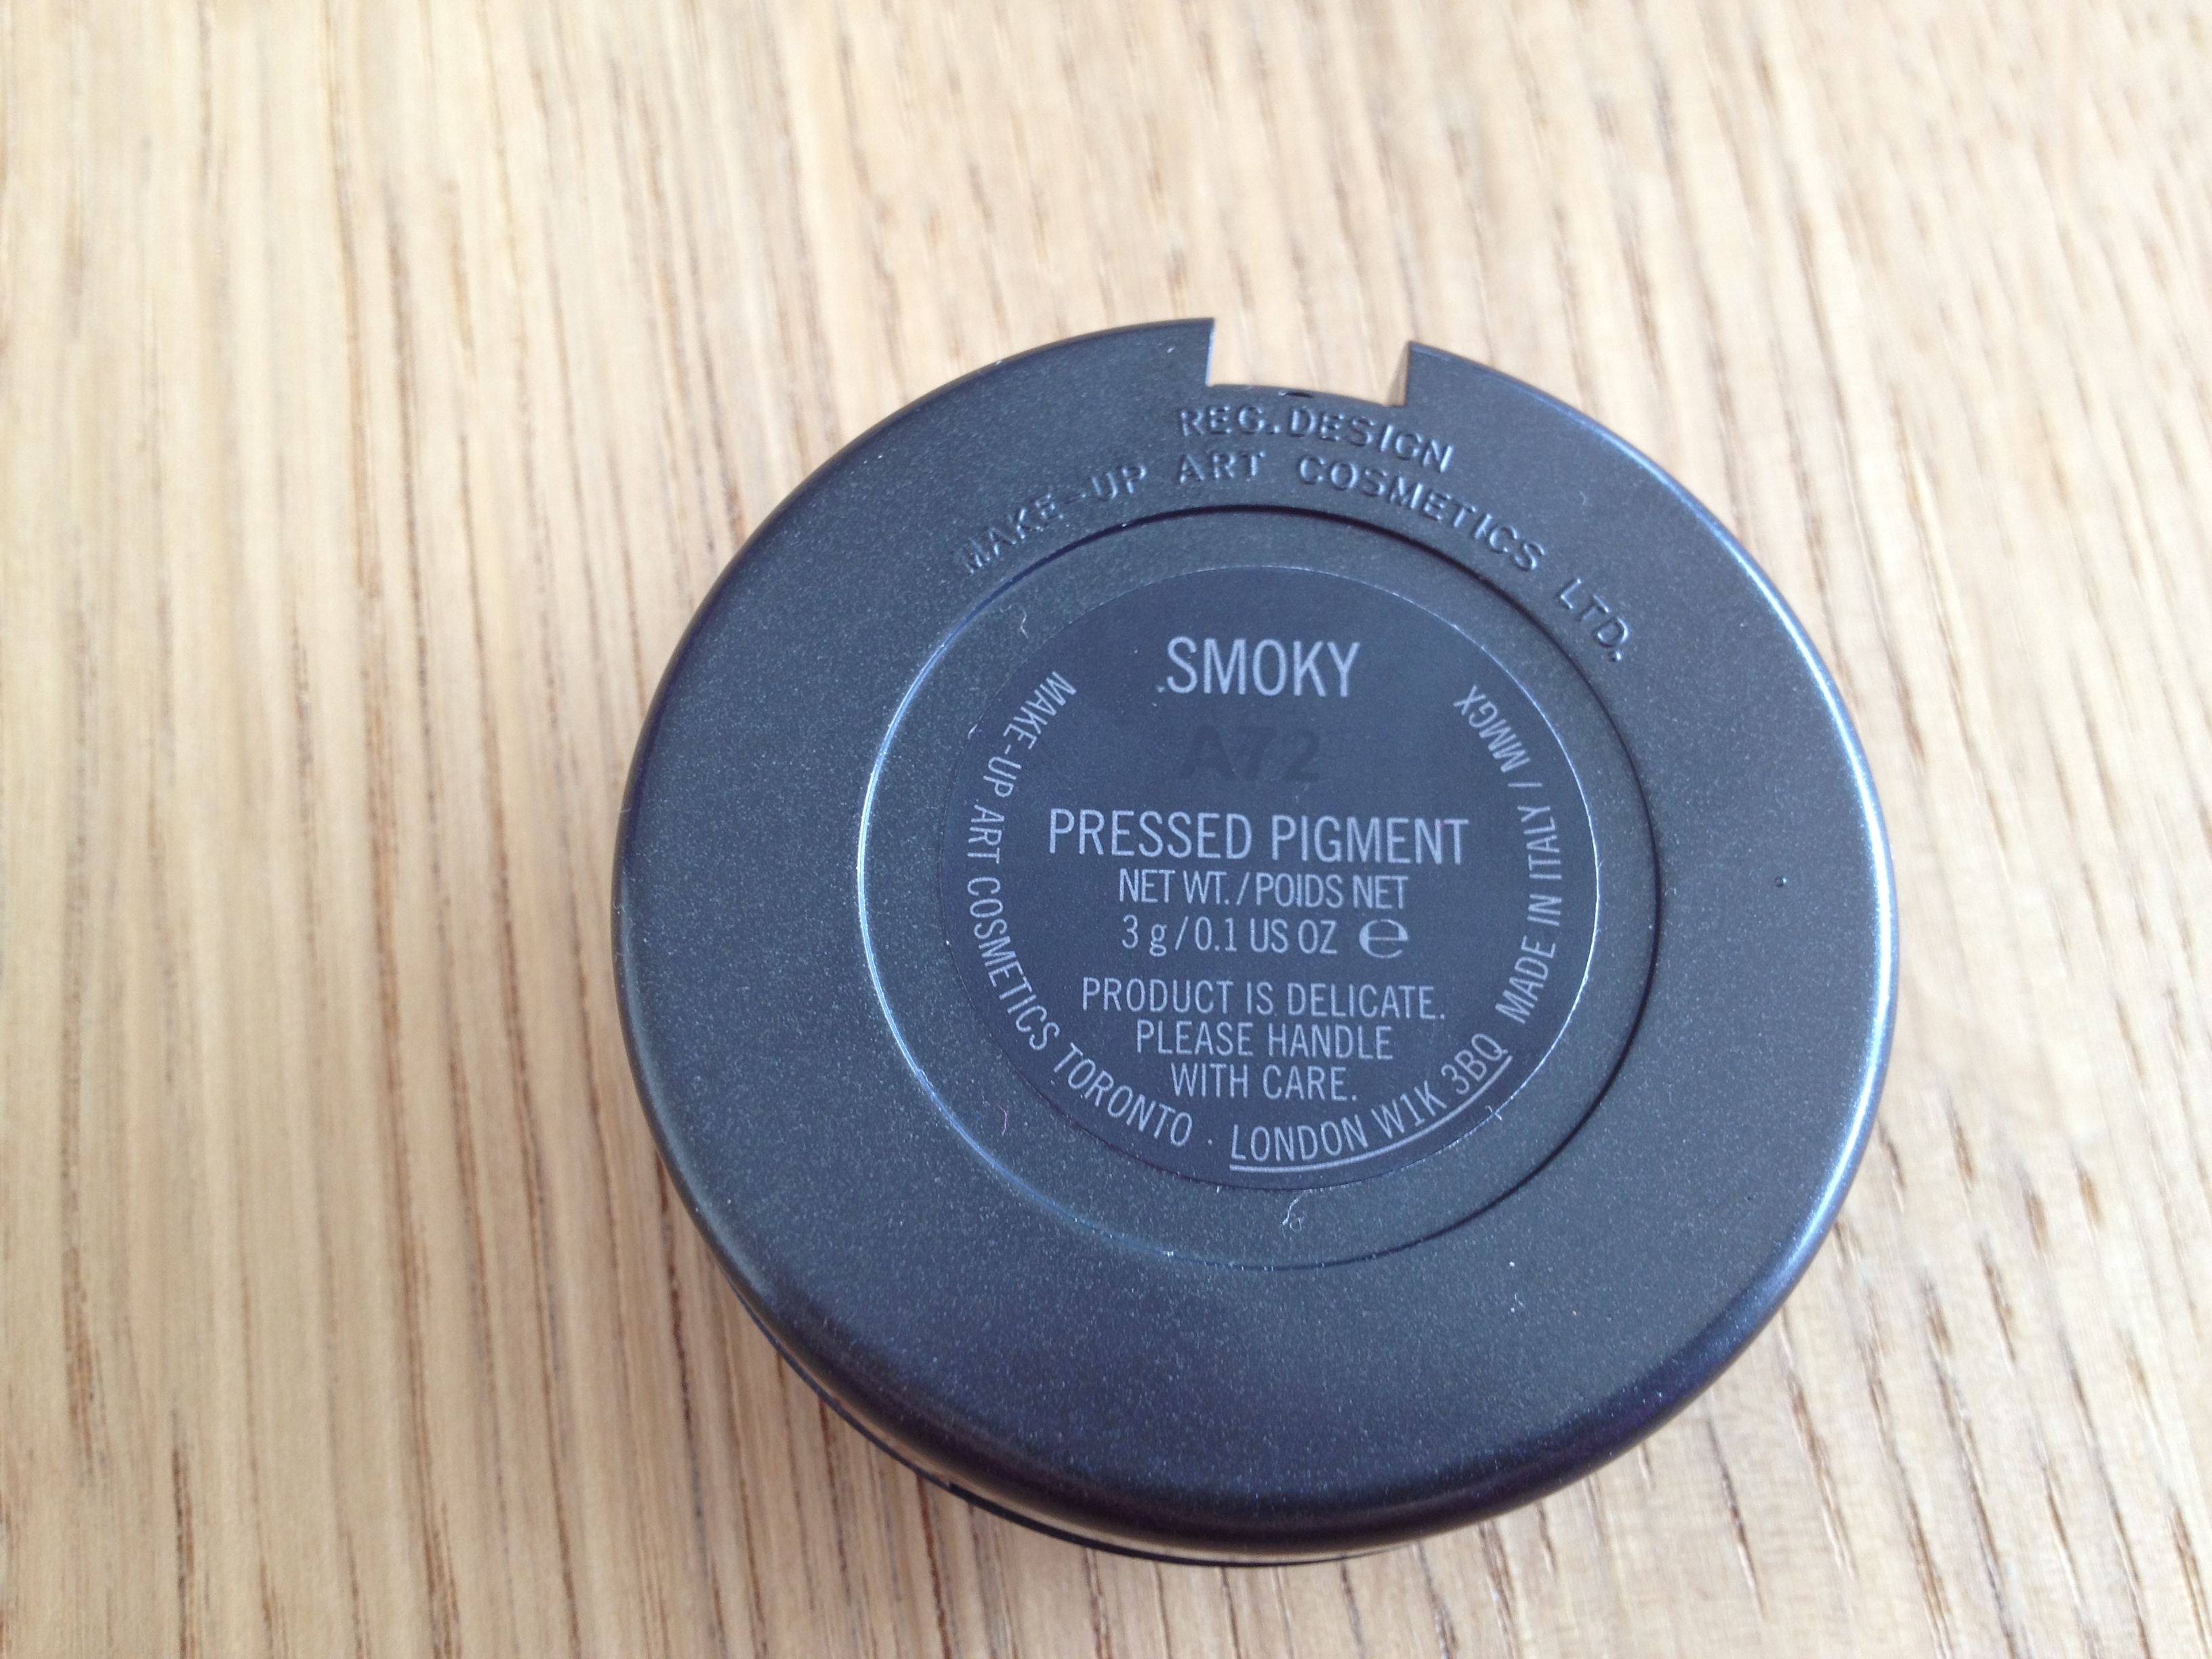 REG.DESIGN
MAKE-UP ART COSMETICS LTD.
SMOKY
A72
PRESSED PIGMENT
NET WT./POIDS NET
3 g/0.1 US OZ ℮
PRODUCT IS DELICATE.
PLEASE HANDLE
WITH CARE.
MAKE-UP ART COSMETICS TORONTO · LONDON W1K 3BQ MADE IN ITALY / MMGX